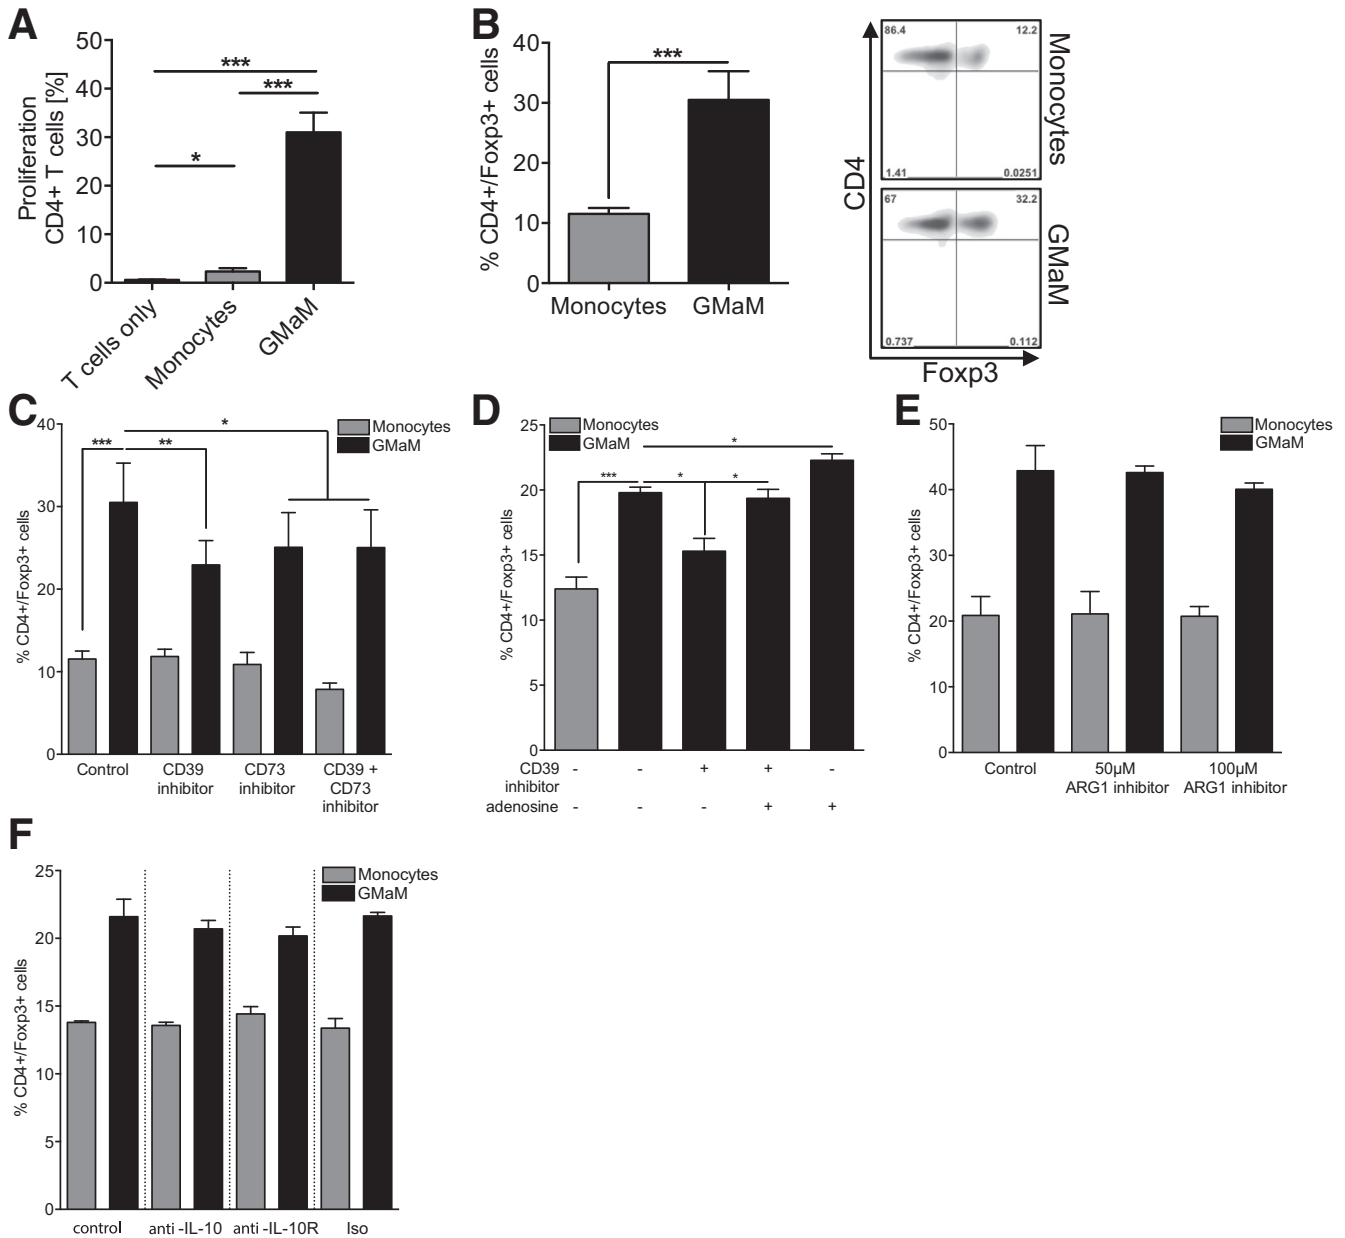 A
Proliferation
CD4+ T cells [%]
50
40
30
20
10
0
***
***
*
T cells only
Monocytes
GMaM
B
% CD4+/Foxp3+ cells
40
30
20
10
0
***
Monocytes
GMaM
CD4
86.4
12.2
1.41
0.0251
Monocytes
67
32.2
0.737
0.112
GMaM
Foxp3
C
% CD4+/Foxp3+ cells
40
30
20
10
0
***
**
*
Monocytes
GMaM
Control
CD39
inhibitor
CD73
inhibitor
CD39 +
CD73
inhibitor
D
% CD4+/Foxp3+ cells
25
20
15
10
5
0
Monocytes
GMaM
*
***
*
*
CD39
inhibitor
- - + + -
adenosine - - - + +
E
% CD4+/Foxp3+ cells
50
40
30
20
10
0
Monocytes
GMaM
Control
50µM
ARG1 inhibitor
100µM
ARG1 inhibitor
F
% CD4+/Foxp3+ cells
25
20
15
10
5
0
Monocytes
GMaM
control
anti -IL-10
anti -IL-10R
Iso